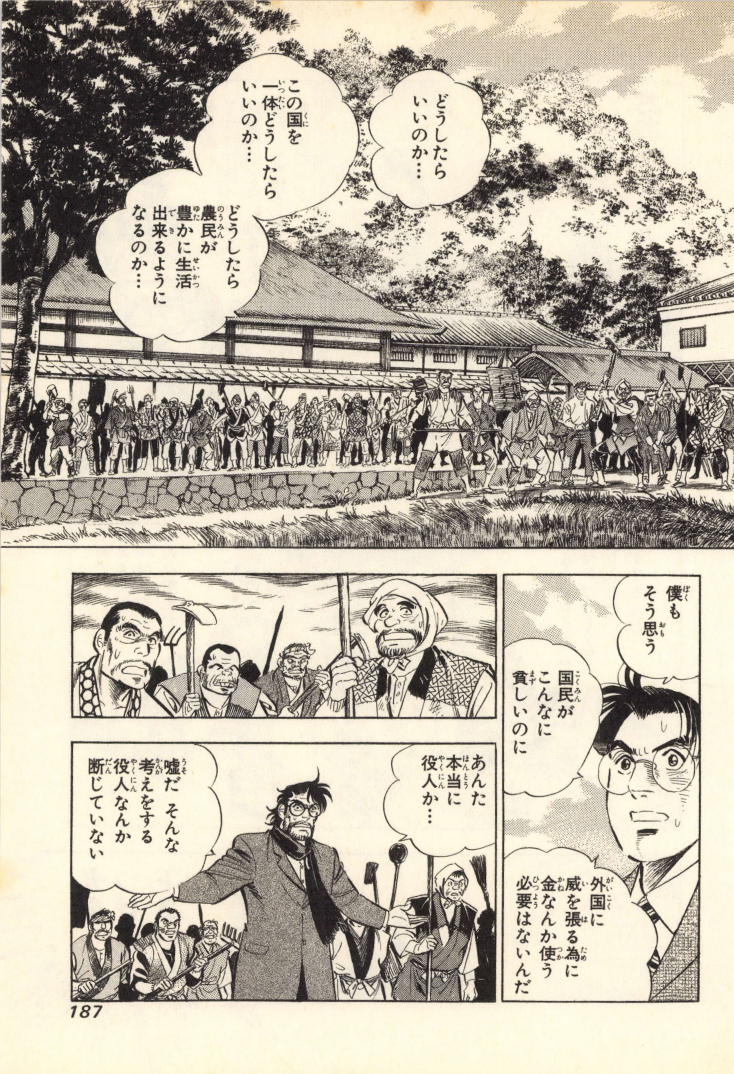 どうしたら
いいのか…
この国を
一体どうしたら
いいのか…
どうしたら
農民が
豊かに生活
出来るように
なるのか…
僕も
そう思う
国民が
こんなに
貧しいのに
外国に
威を張る為に
金なんか使う
必要はないんだ
あんた
本当に
役人か…
嘘だ そんな
考えをする
役人なんか
断じていない
187